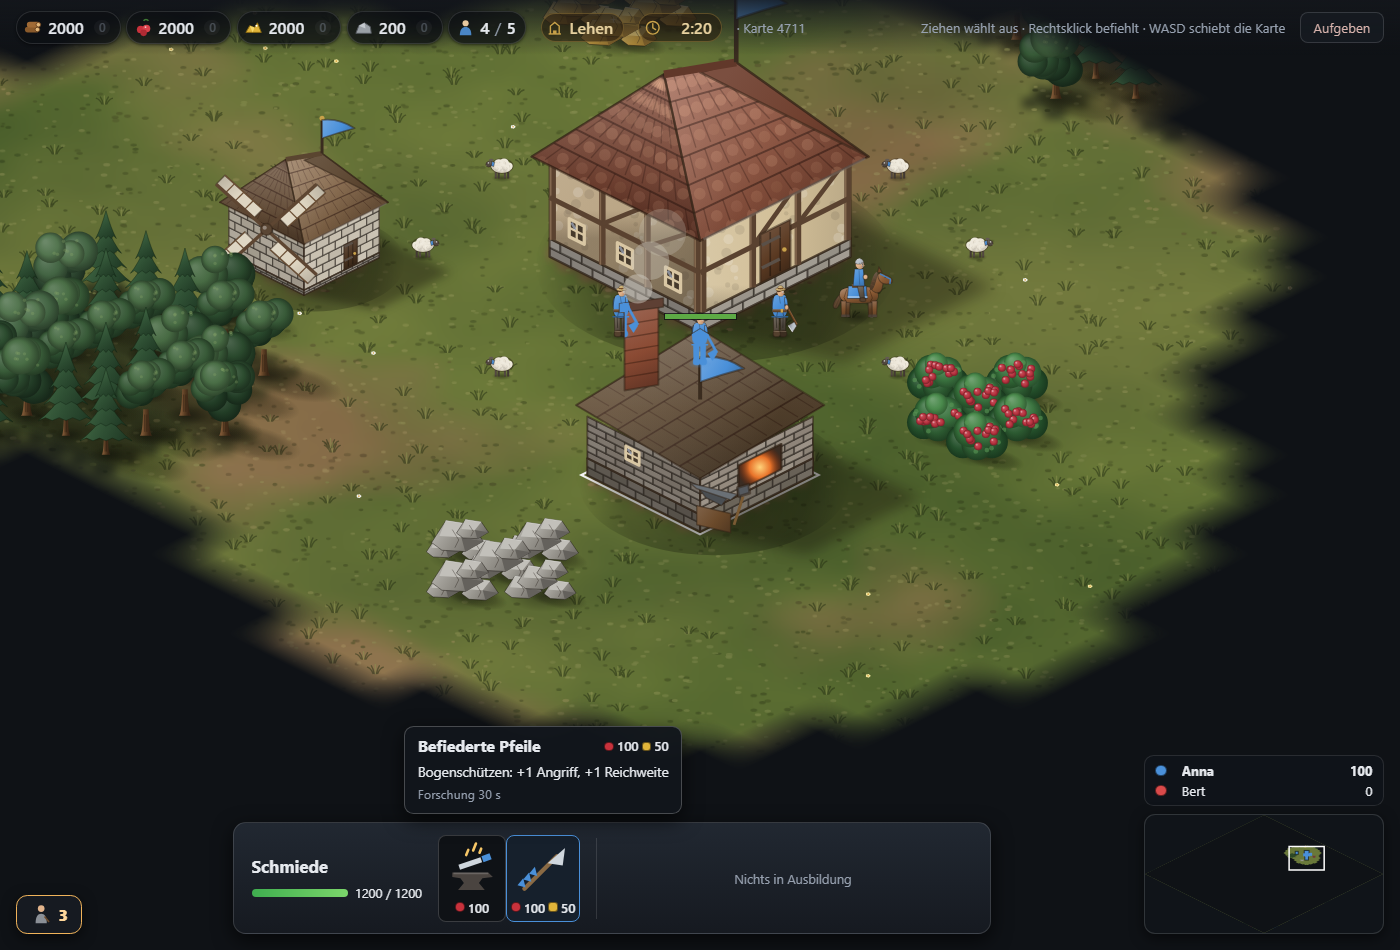 2000 0
2000 0
2000 0
200 0
4 / 5
Lehen
2:20
· Karte 4711
Ziehen wählt aus · Rechtsklick befiehlt · WASD schiebt die Karte
Aufgeben
Befiederte Pfeile 100 50
Bogenschützen: +1 Angriff, +1 Reichweite
Forschung 30 s
Schmiede
1200 / 1200
100
100 50
Nichts in Ausbildung
Anna 100
Bert 0
3